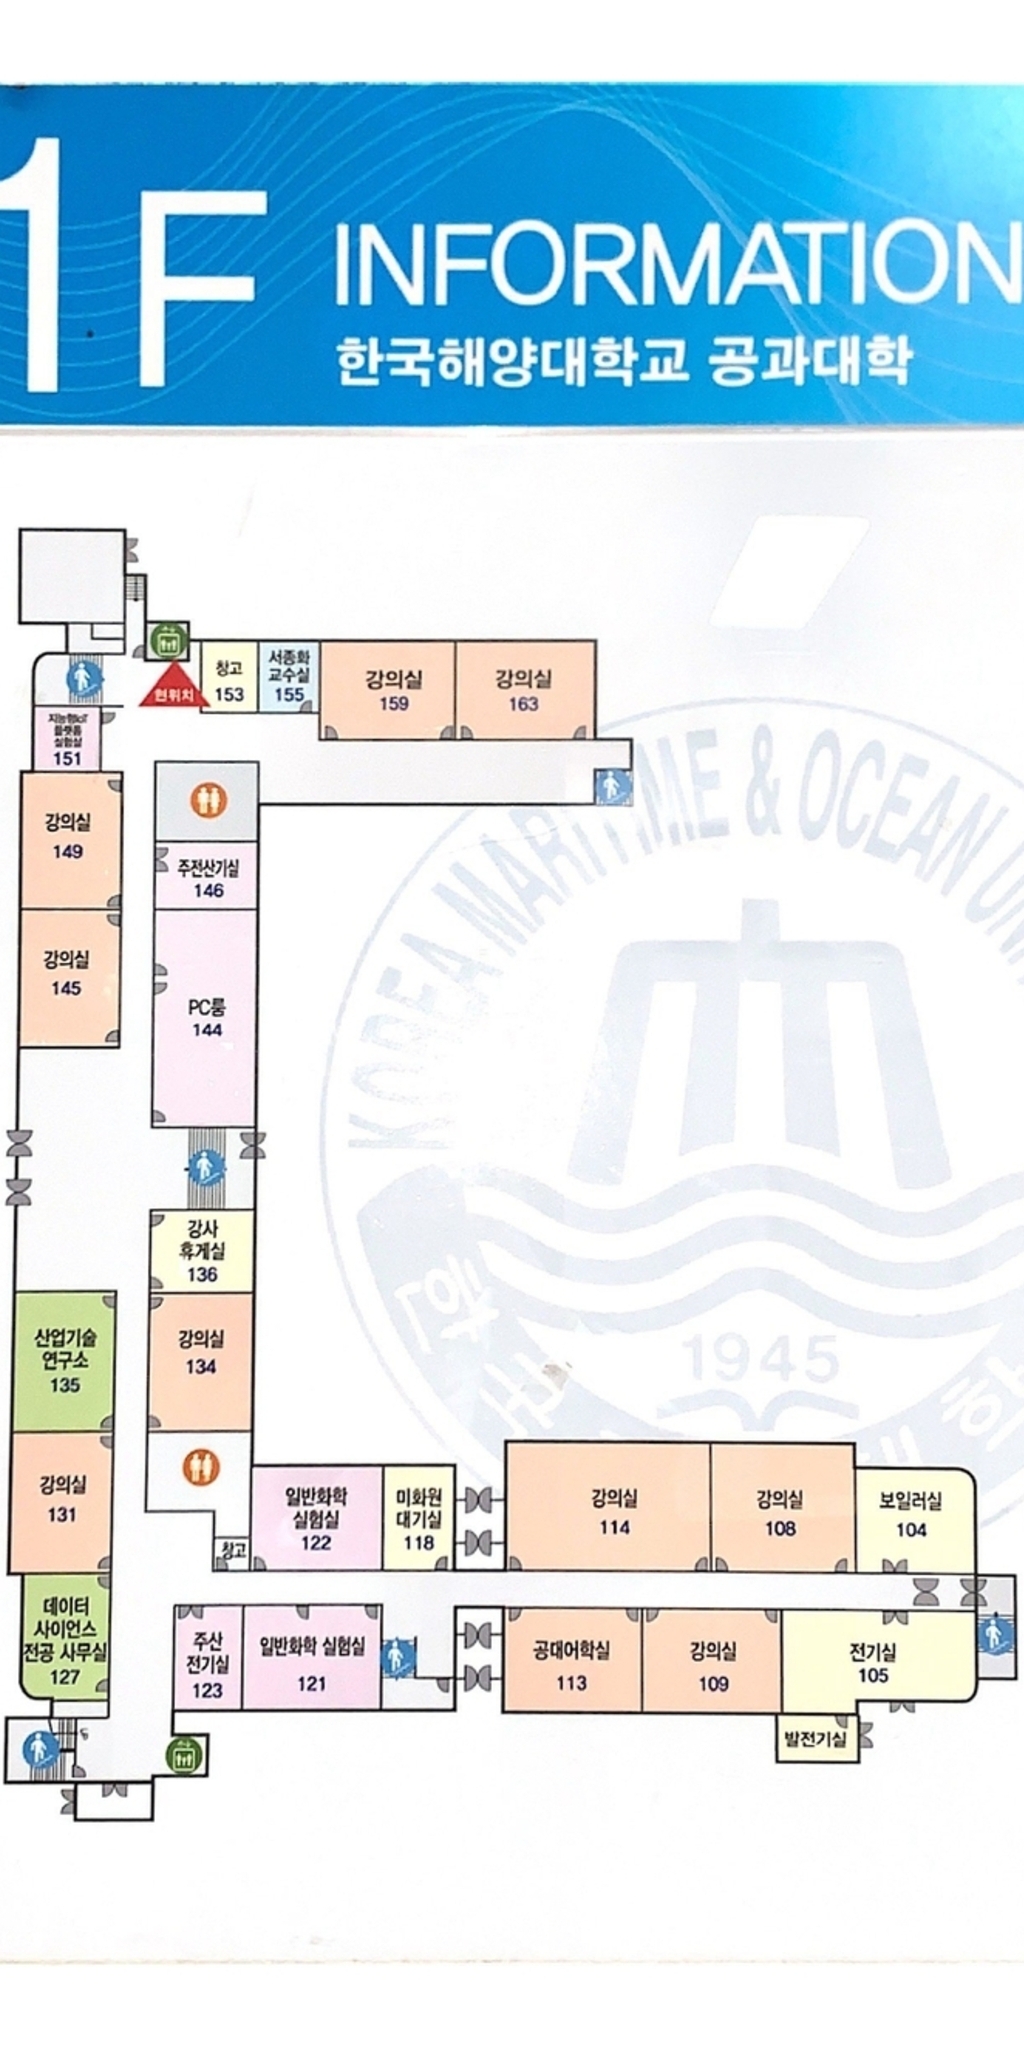 1F
INFORMATION
한국해양대학교 공과대학
현위치
창고
153
서종화
교수실
155
강의실
159
강의실
163
지능형IoT
플랫폼
실험실
151
강의실
149
주전산기실
146
강의실
145
PC룸
144
강사
휴게실
136
산업기술
연구소
135
강의실
134
강의실
131
일반화학
실험실
122
미화원
대기실
118
창고
강의실
114
강의실
108
보일러실
104
데이터
사이언스
전공 사무실
127
주산
전기실
123
일반화학 실험실
121
공대어학실
113
강의실
109
전기실
105
발전기실
KOREA MARITIME & OCEAN UNI
1945